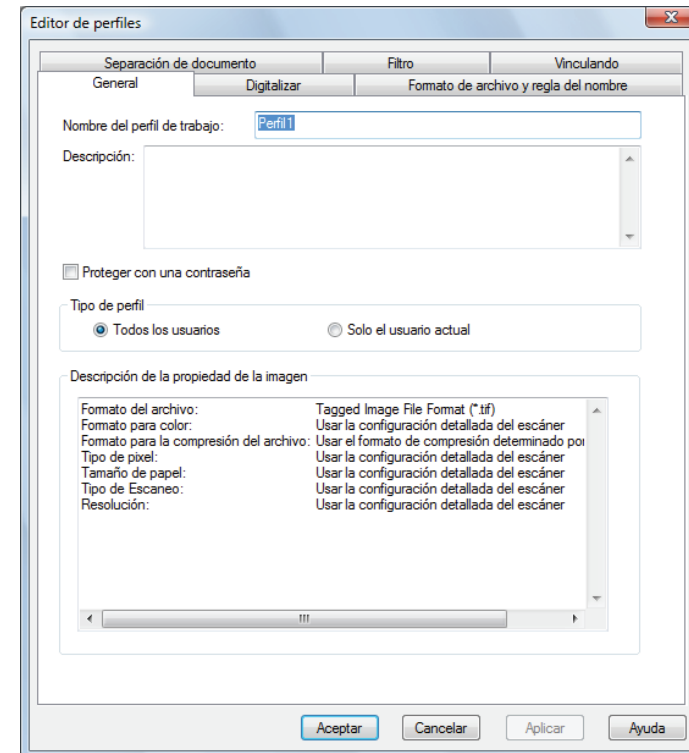 Editor de perfiles
Separación de documento Filtro Vinculando
General Digitalizar Formato de archivo y regla del nombre
Nombre del perfil de trabajo: Perfil1
Descripción:
Proteger con una contraseña
Tipo de perfil
Todos los usuarios Solo el usuario actual
Descripción de la propiedad de la imagen
Formato del archivo: Tagged Image File Format (*.tif)
Formato para color: Usar la configuración detallada del escáner
Formato para la compresión del archivo: Usar el formato de compresión determinado por
Tipo de pixel: Usar la configuración detallada del escáner
Tamaño de papel: Usar la configuración detallada del escáner
Tipo de Escaneo: Usar la configuración detallada del escáner
Resolución: Usar la configuración detallada del escáner
Aceptar Cancelar Aplicar Ayuda